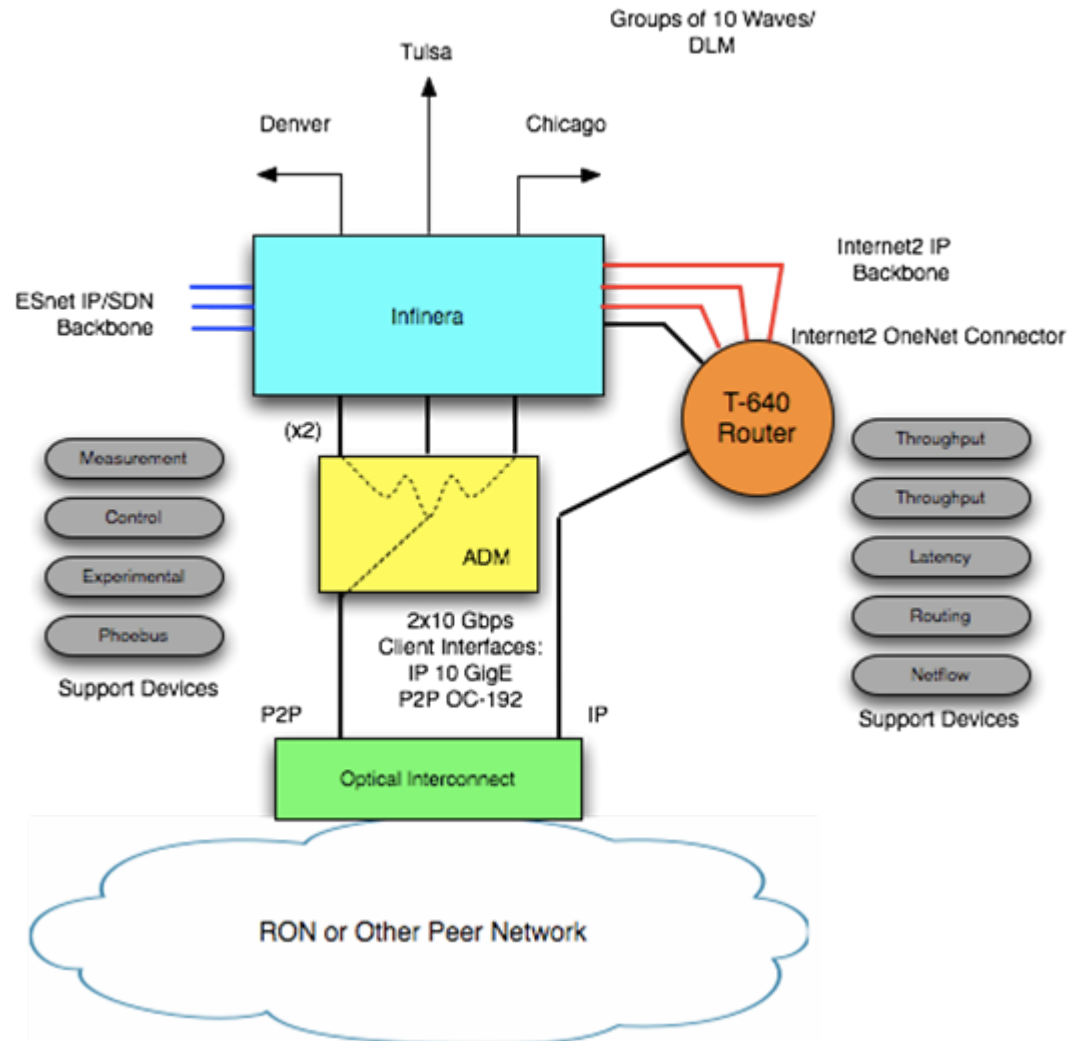 Groups of 10 Waves/
DLM
Tulsa
Denver
Chicago
Internet2 IP
Backbone
ESnet IP/SDN
Backbone
Infinera
Internet2 OneNet Connector
T-640
Router
(x2)
Measurement
Control
Experimental
Phoebus
Support Devices
ADM
Throughput
Throughput
Latency
Routing
Netflow
Support Devices
2x10 Gbps
Client Interfaces:
IP 10 GigE
P2P OC-192
P2P
IP
Optical Interconnect
RON or Other Peer Network